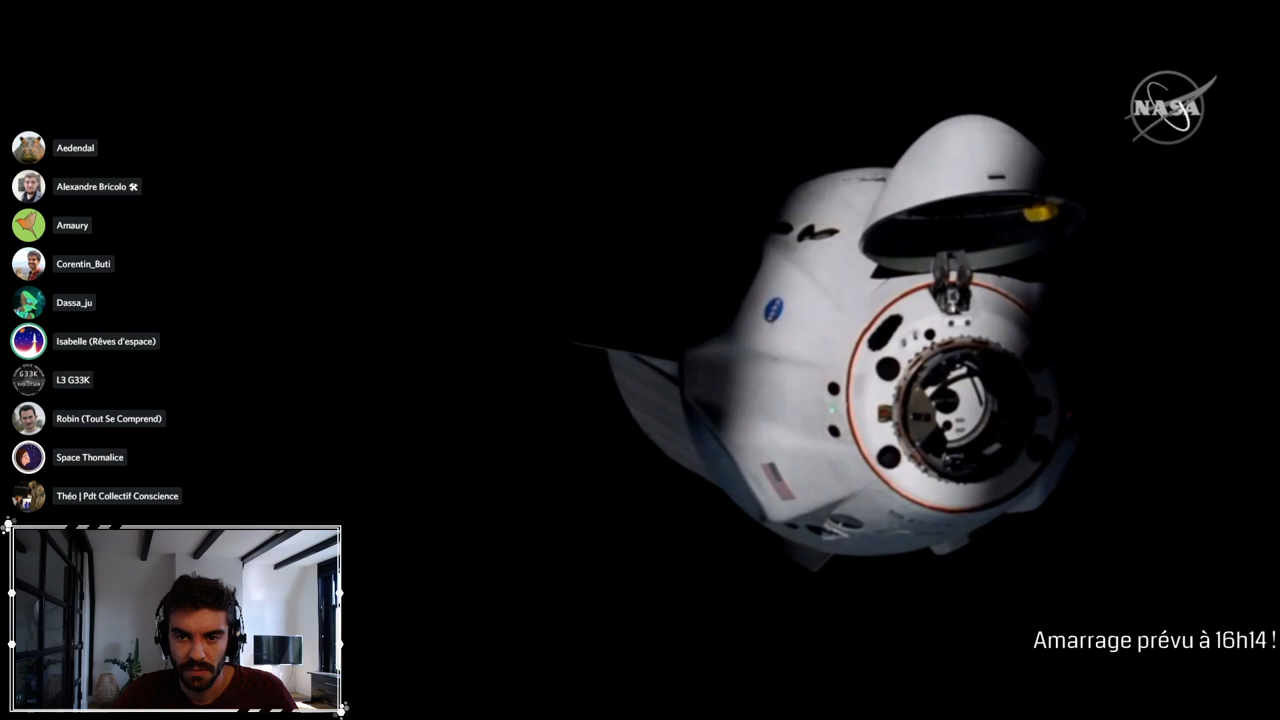 NASA
Aedendal
Alexandre Bricolo 🛠
Amaury
Corentin_Buti
Dassa_ju
Isabelle (Rêves d'espace)
L3 G33K
G33K
Robin (Tout Se Comprend)
Space Thomalice
Théo | Pdt Collectif Conscience
Amarrage prévu à 16h14 !